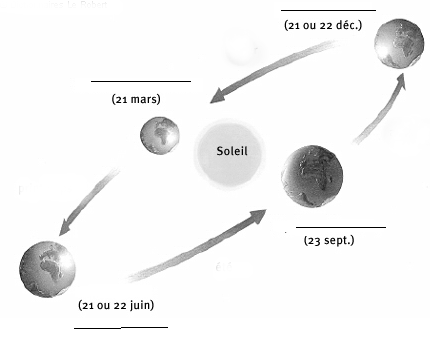 (21 ou 22 déc.)
(21 mars)
Soleil
(23 sept.)
(21 ou 22 juin)